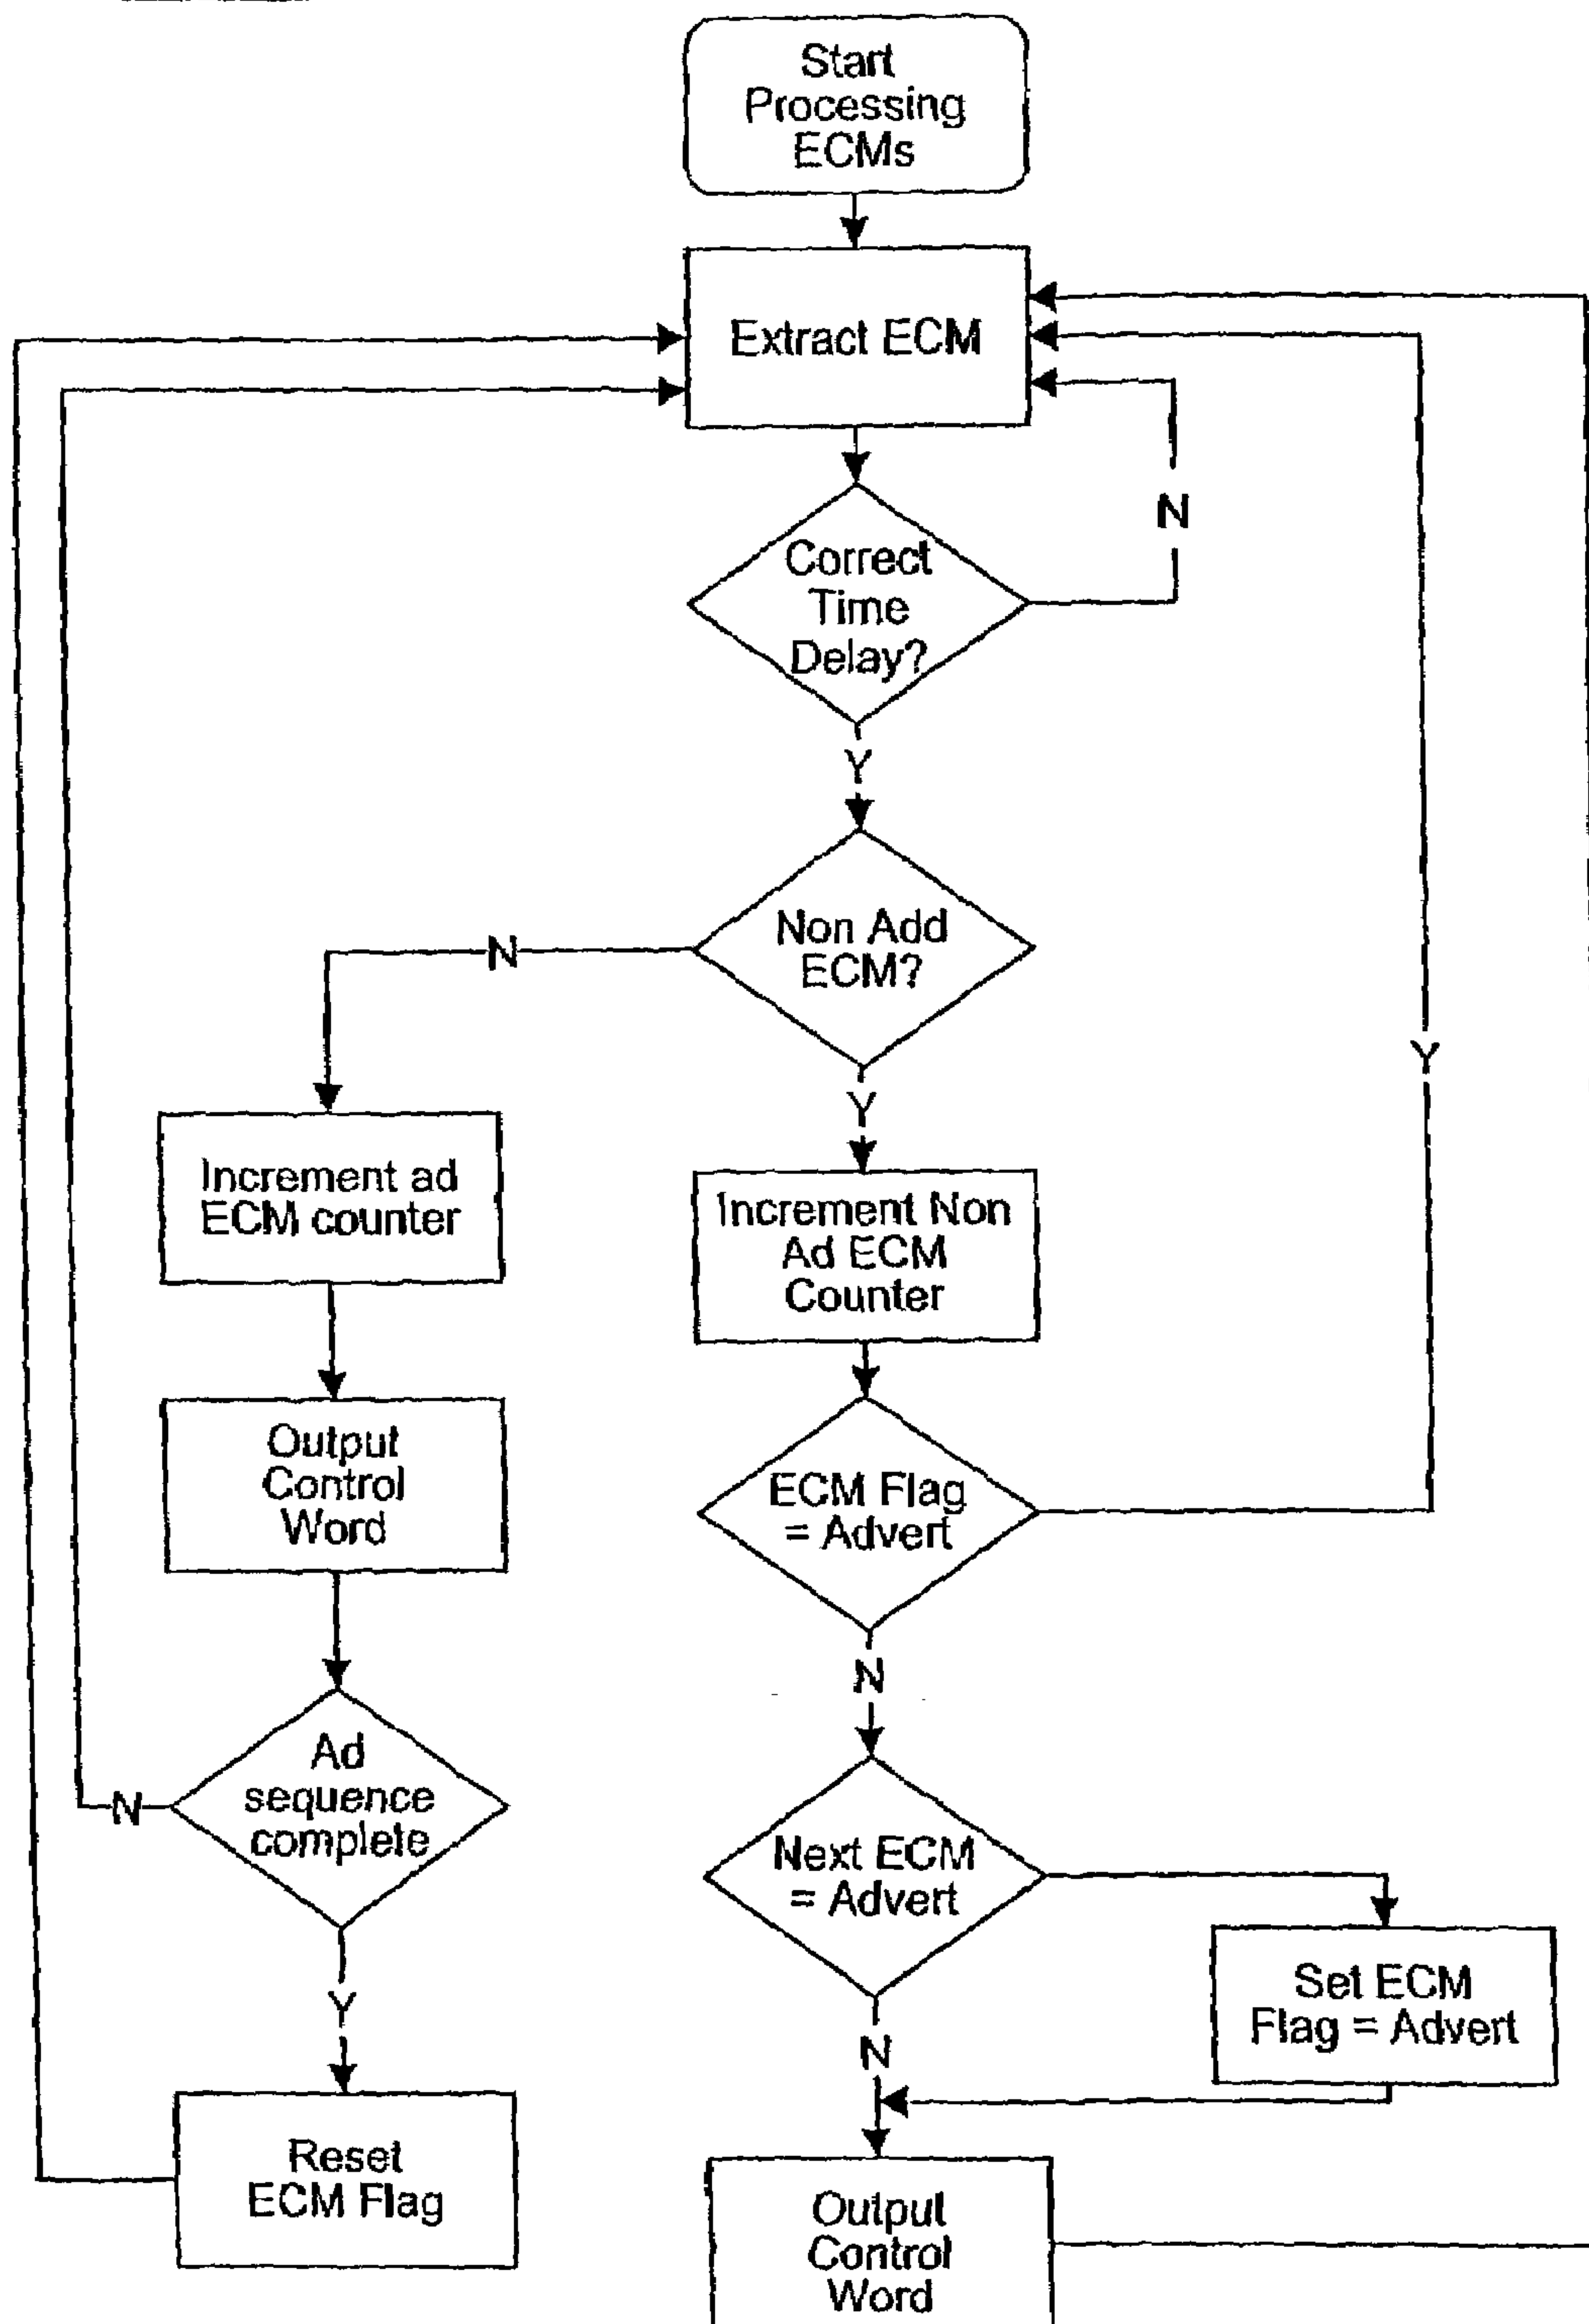 Start
Processing
ECMs
Extract ECM
N
Correct
Time
Delay?
Y
Non Add
ECM?
N
Y
Y
Increment ad
ECM counter
Increment Non
Ad ECM
Counter
Output
Control
Word
ECM Flag
= Advert
N
Ad
sequence
complete
N
Next ECM
= Advert
Y
N
Set ECM
Flag = Advert
Reset
ECM Flag
Output
Control
Word